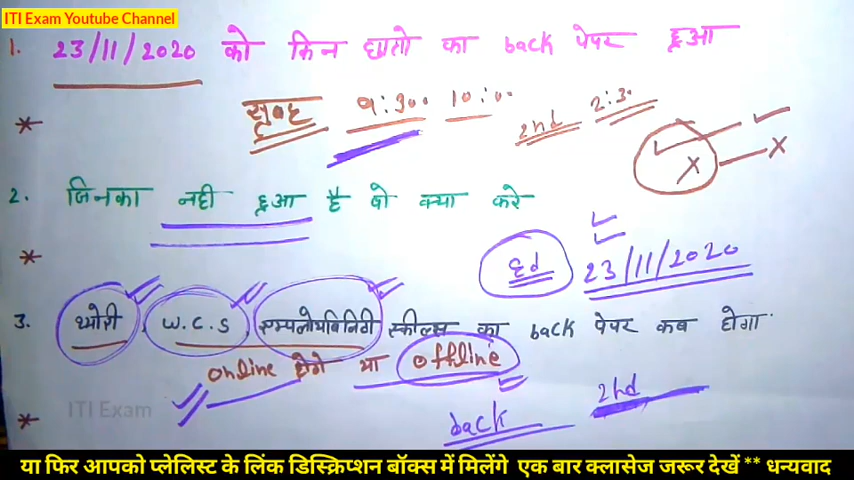 ITI Exam Youtube Channel
1. 23/11/2020 को किन छातो का back पेपर हुआ
* सुबह 9:30 10:00
2nd 2:30
2. जिनका नही हुआ है वो क्या करे
* 23/11/2020
3. थ्योरी, W.C.S, एम्पलोयबिलिटी स्कील्स का back पेपर कब होगा
online होगे या offline
ITI Exam
* back 2nd
या फिर आपको प्लेलिस्ट के लिंक डिस्क्रिप्शन बॉक्स में मिलेंगे एक बार क्लासेज जरूर देखें ** धन्यवाद